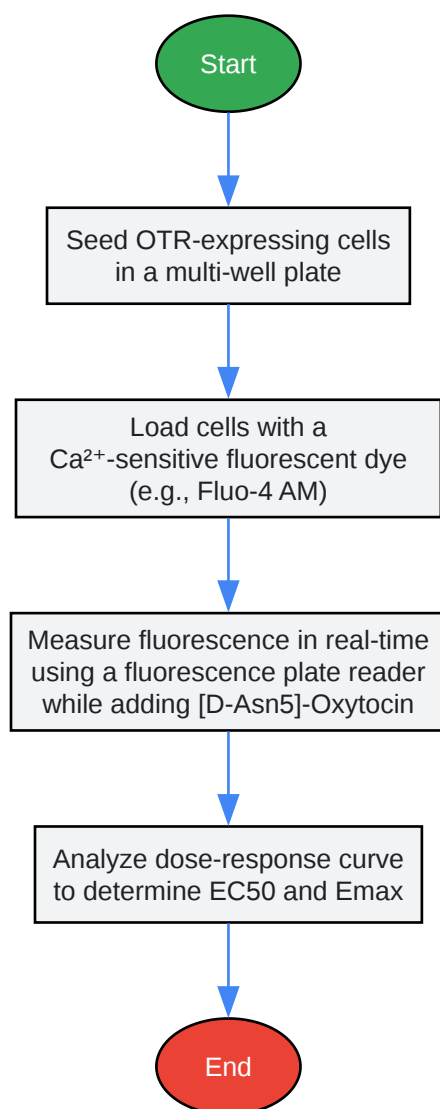 Start
Seed OTR-expressing cells
in a multi-well plate
Load cells with a
Ca²⁺-sensitive fluorescent dye
(e.g., Fluo-4 AM)
Measure fluorescence in real-time
using a fluorescence plate reader
while adding [D-Asn5]-Oxytocin
Analyze dose-response curve
to determine EC50 and Emax
End